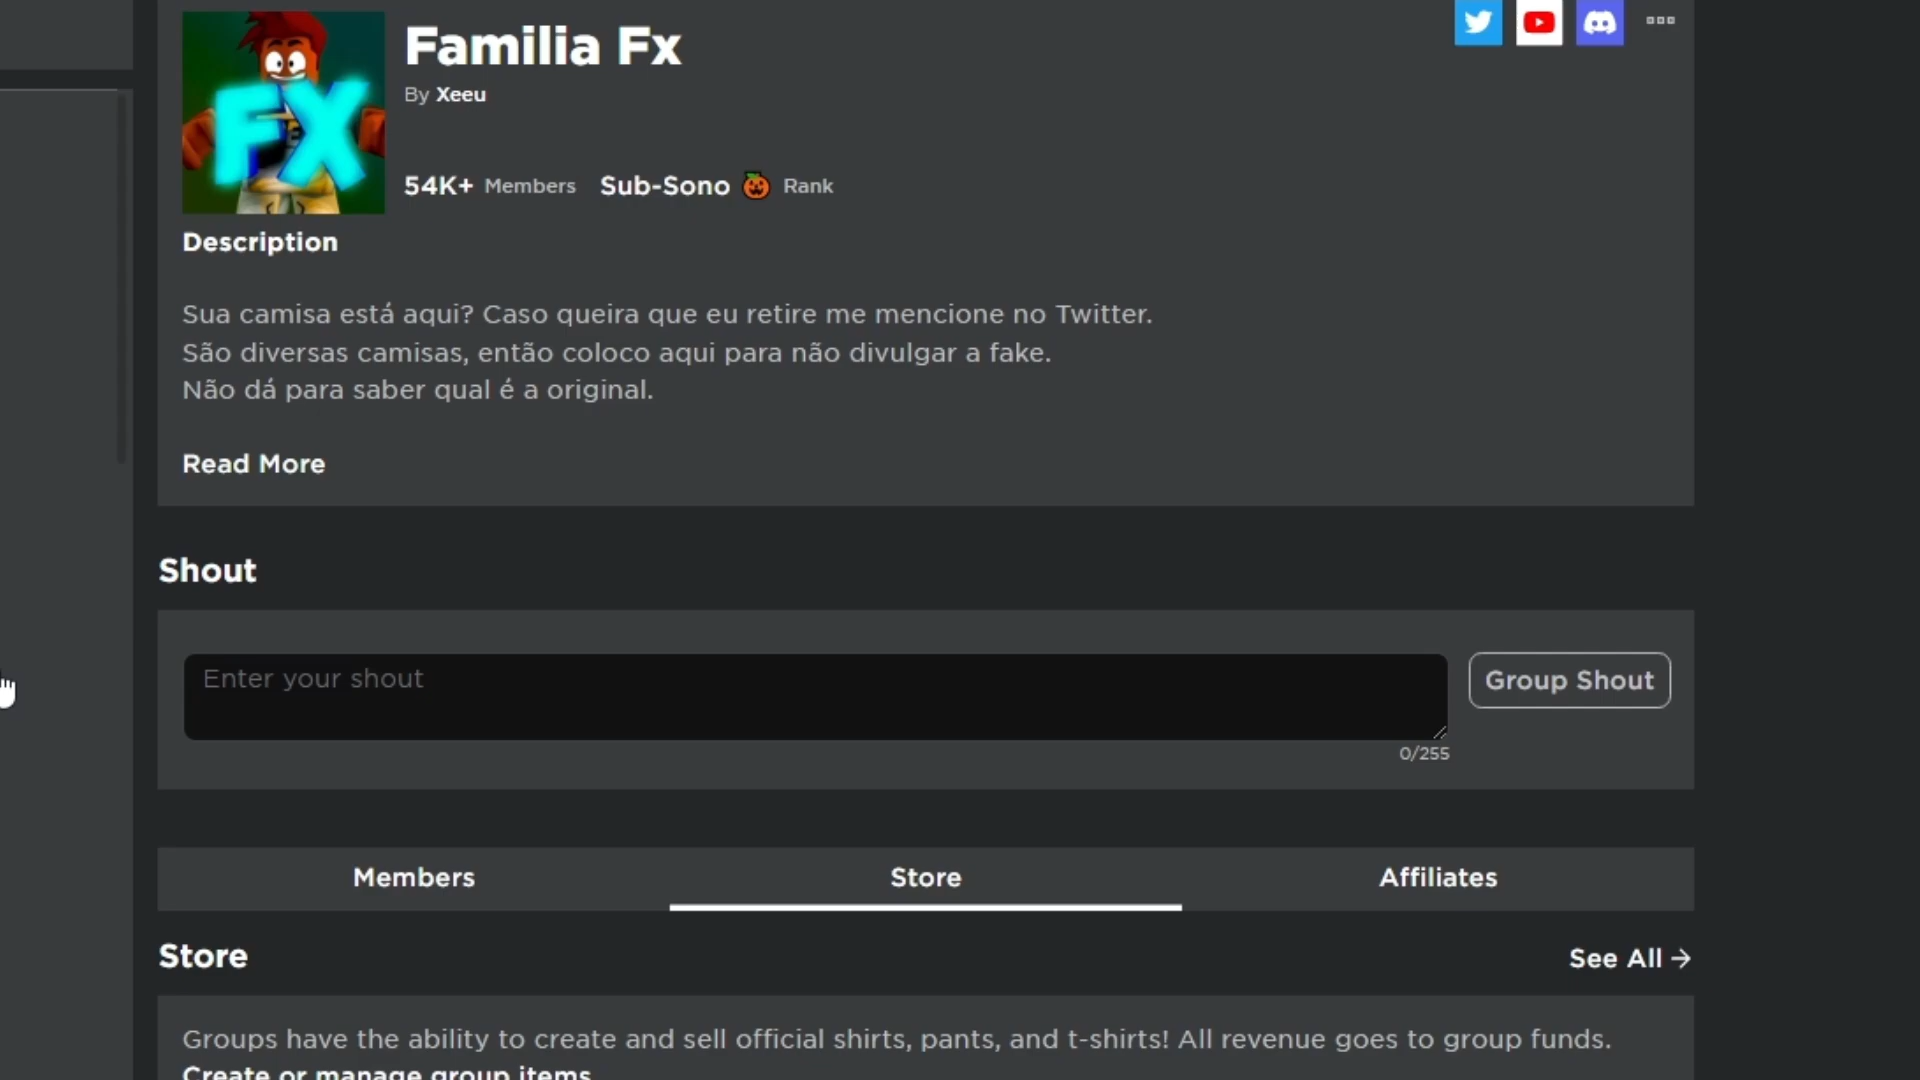 FX
Familia Fx
By Xeeu
54K+ Members Sub-Sono 🎃 Rank
Description
Sua camisa está aqui? Caso queira que eu retire me mencione no Twitter.
São diversas camisas, então coloco aqui para não divulgar a fake.
Não dá para saber qual é a original.
Read More
Shout
Enter your shout
Group Shout
0/255
Members Store Affiliates
Store
See All →
Groups have the ability to create and sell official shirts, pants, and t-shirts! All revenue goes to group funds.
Create or manage group items